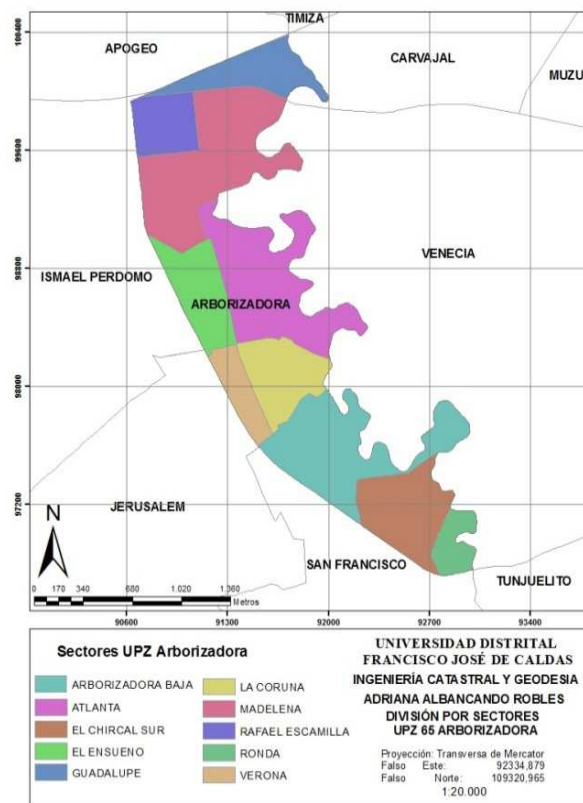 TIMIZA
APOGEO
CARVAJAL
MUZU
VENECIA
ISMAEL PERDOMO
ARBORIZADORA
JERUSALEM
SAN FRANCISCO
TUNJUELITO
100400
99600
98800
98000
97200
N
0 170 340 680 1.020 1.360
Metros
90600 91300 92000 92700 93400
Sectores UPZ Arborizadora
ARBORIZADORA BAJA
ATLANTA
EL CHIRCAL SUR
EL ENSUENO
GUADALUPE
LA CORUNA
MADELENA
RAFAEL ESCAMILLA
RONDA
VERONA
UNIVERSIDAD DISTRITAL
FRANCISCO JOSÉ DE CALDAS
INGENIERÍA CATASTRAL Y GEODESIA
ADRIANA ALBANCANDO ROBLES
DIVISIÓN POR SECTORES
UPZ 65 ARBORIZADORA
Proyección: Transversa de Mercator
Falso Este: 92334,879
Falso Norte: 109320,965
1:20.000